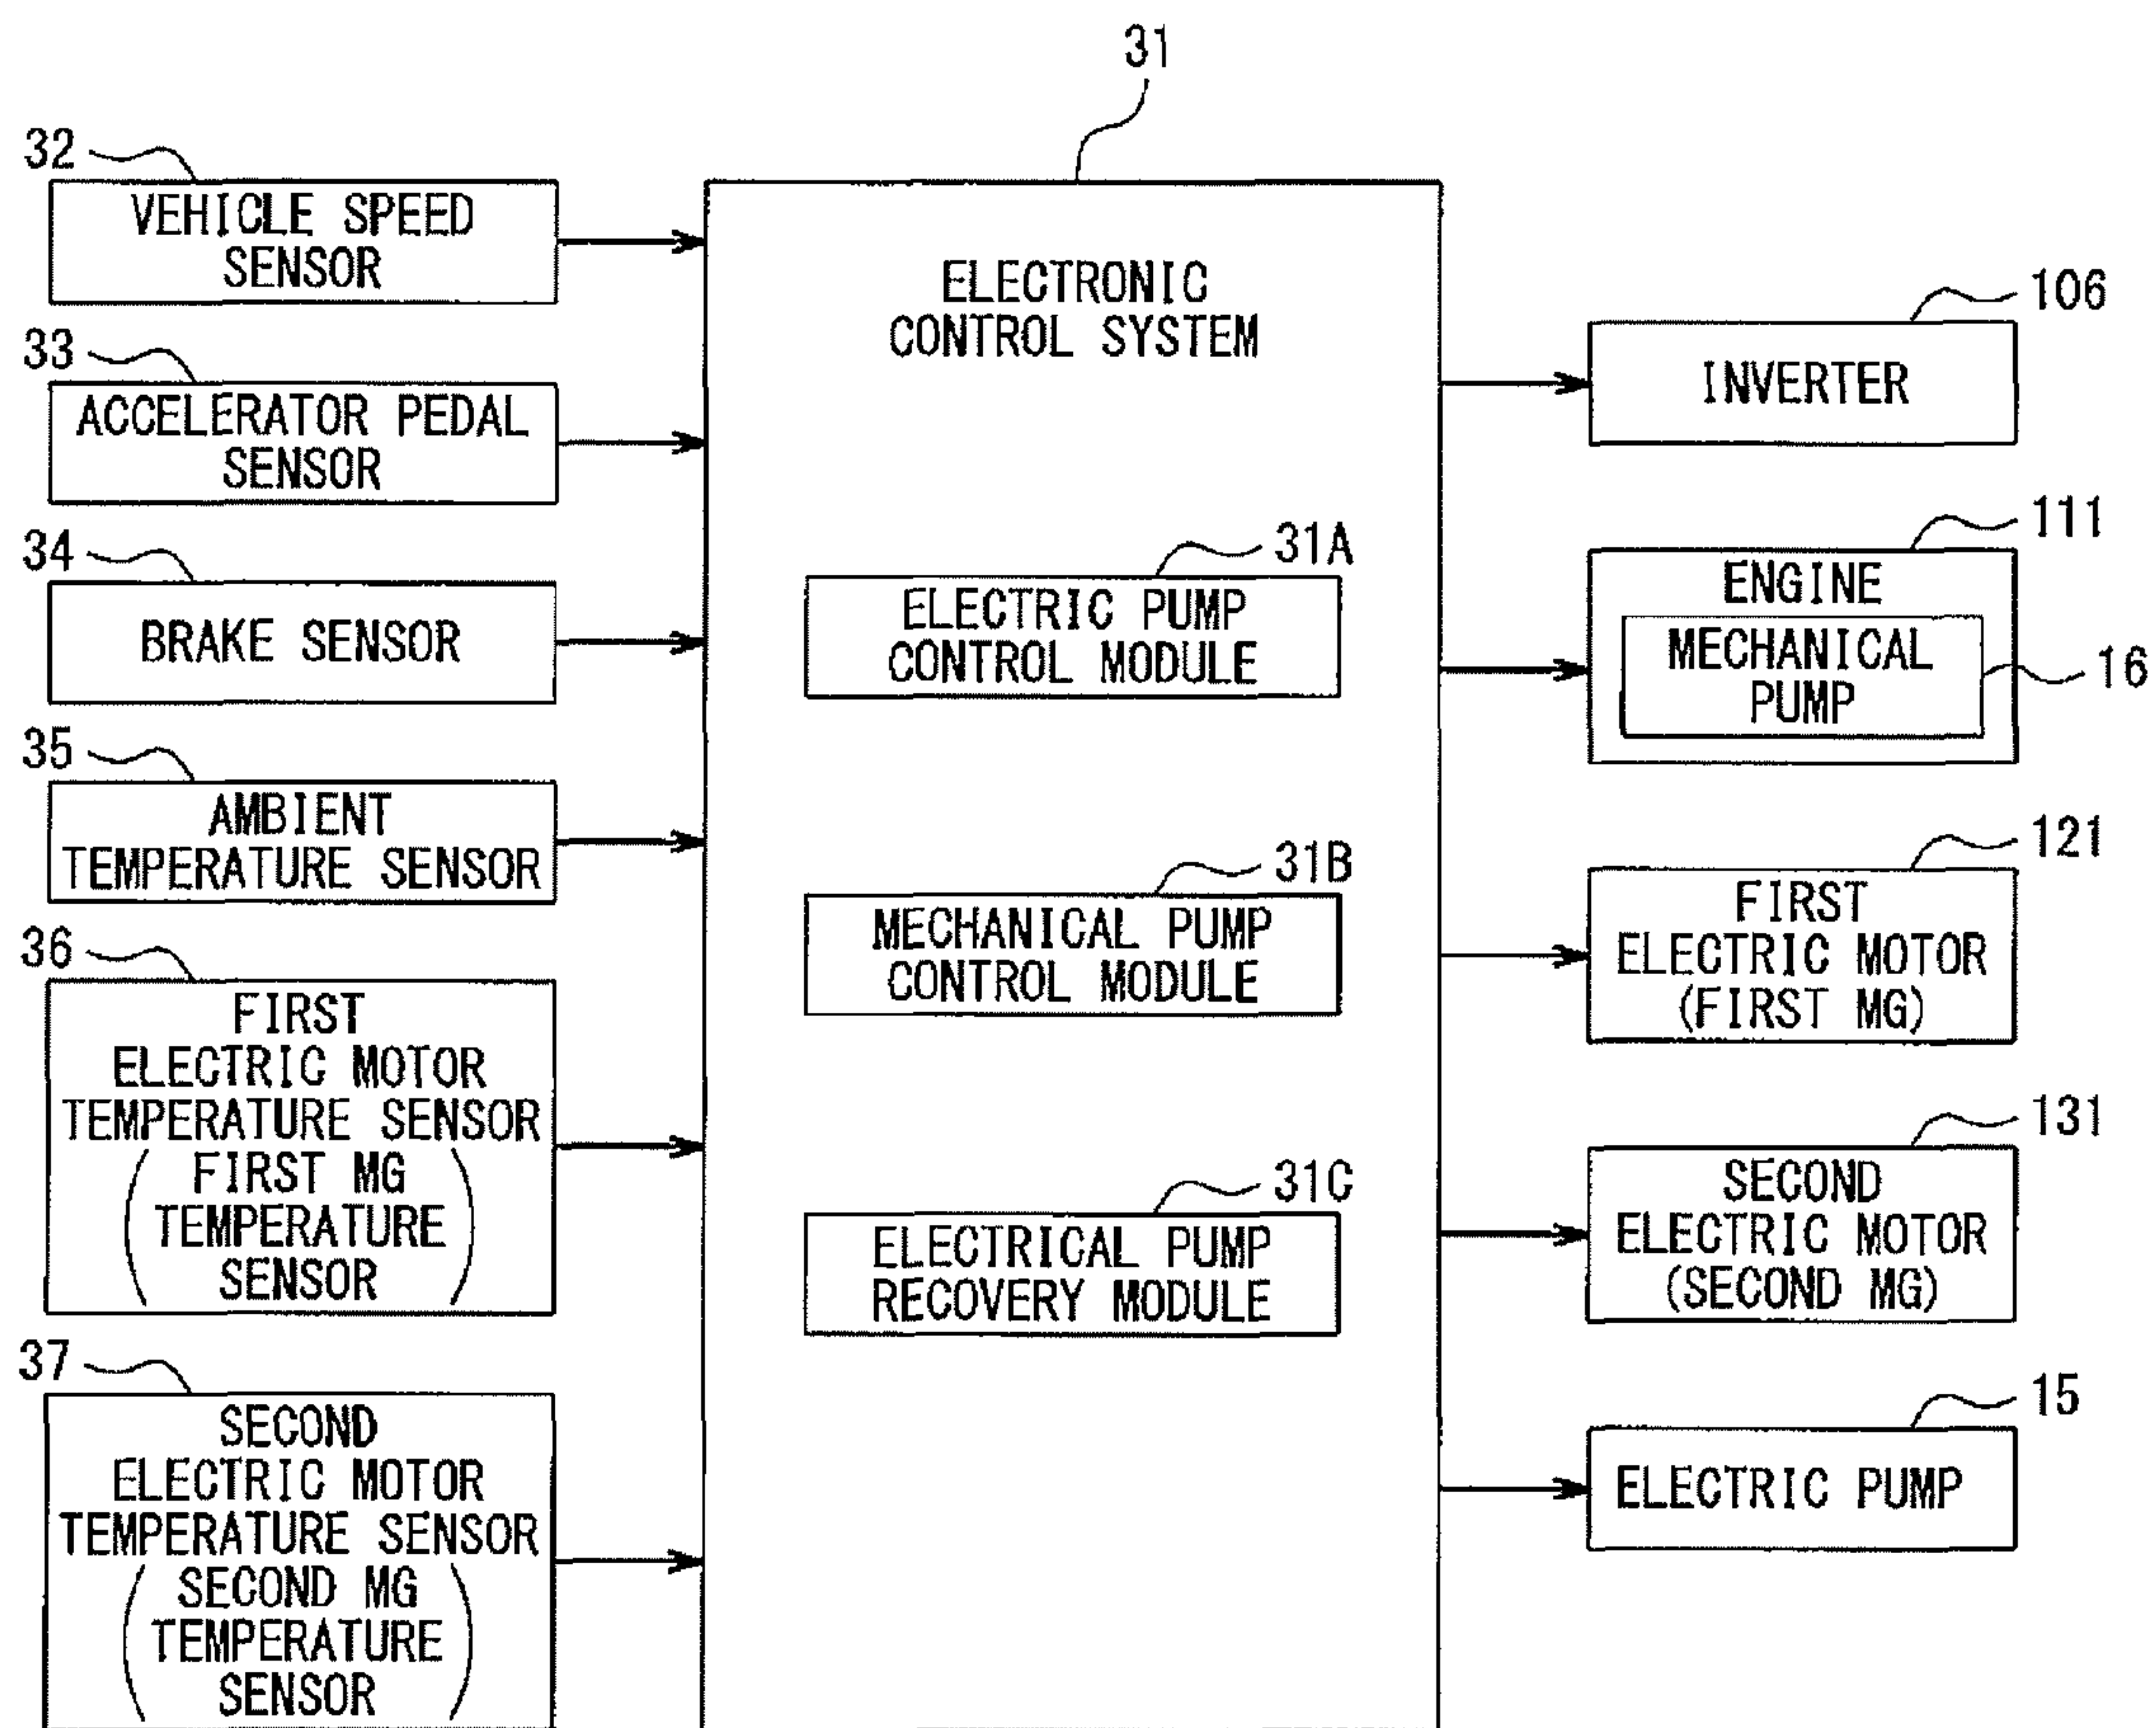 31
32
VEHICLE SPEED
SENSOR
33
ACCELERATOR PEDAL
SENSOR
34
BRAKE SENSOR
35
AMBIENT
TEMPERATURE SENSOR
36
FIRST
ELECTRIC MOTOR
TEMPERATURE SENSOR
(FIRST MG
TEMPERATURE
SENSOR)
37
SECOND
ELECTRIC MOTOR
TEMPERATURE SENSOR
(SECOND MG
TEMPERATURE
SENSOR)
ELECTRONIC
CONTROL SYSTEM
31A
ELECTRIC PUMP
CONTROL MODULE
31B
MECHANICAL PUMP
CONTROL MODULE
31C
ELECTRICAL PUMP
RECOVERY MODULE
106
INVERTER
111
ENGINE
MECHANICAL
PUMP
16
121
FIRST
ELECTRIC MOTOR
(FIRST MG)
131
SECOND
ELECTRIC MOTOR
(SECOND MG)
15
ELECTRIC PUMP